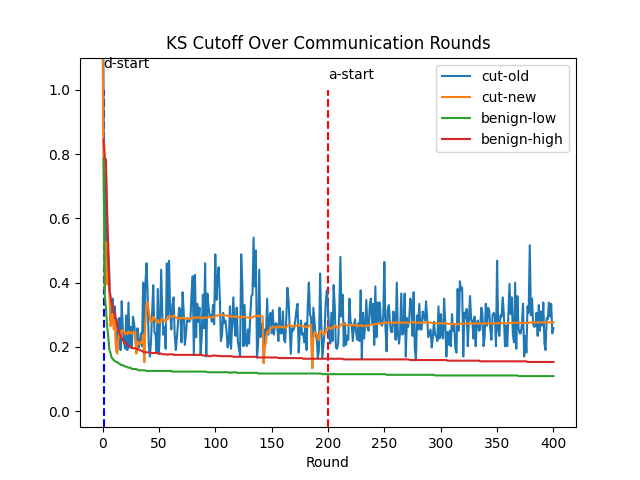 KS Cutoff Over Communication Rounds
d-start
a-start
cut-old
cut-new
benign-low
benign-high
1.0
0.8
0.6
0.4
0.2
0.0
0 50 100 150 200 250 300 350 400
Round